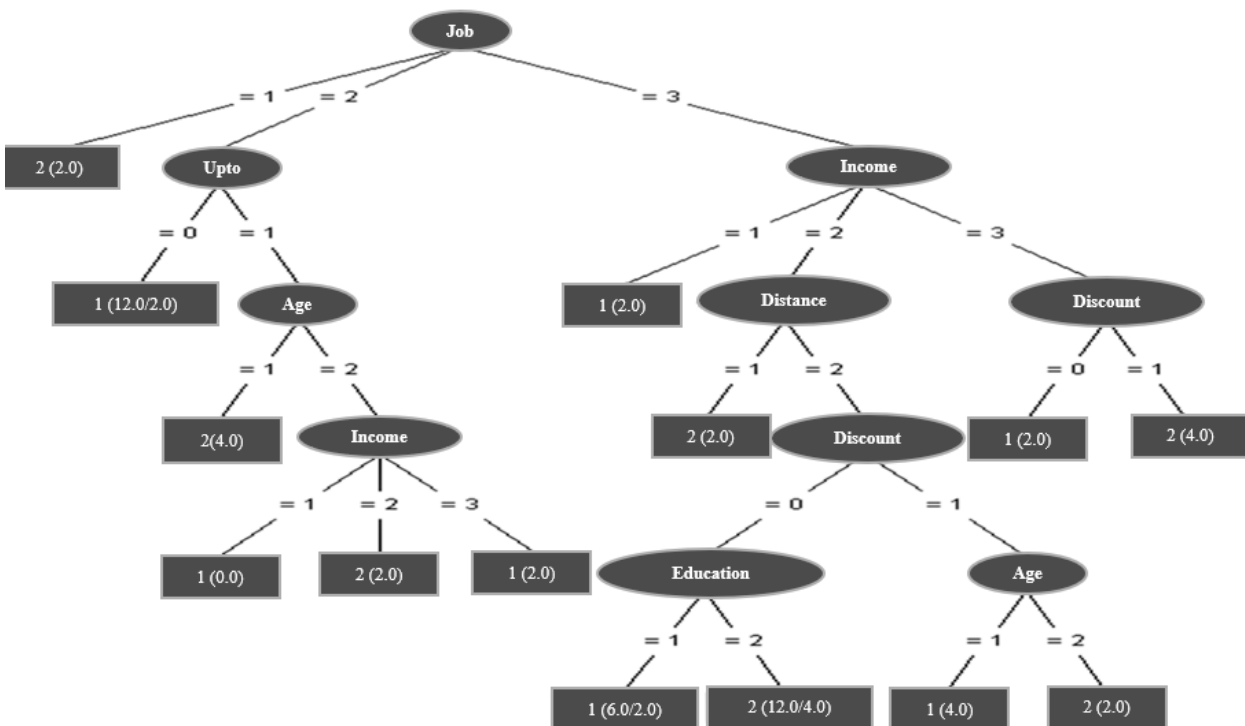 Job
= 1 = 2 = 3
2 (2.0) Upto Income
= 0 = 1 = 1 = 2 = 3
1 (12.0/2.0) Age 1 (2.0) Distance Discount
= 1 = 2 = 1 = 2 = 0 = 1
2(4.0) Income 2 (2.0) Discount 1 (2.0) 2 (4.0)
= 1 = 2 = 3 = 0 = 1
1 (0.0) 2 (2.0) 1 (2.0) Education Age
= 1 = 2 = 1 = 2
1 (6.0/2.0) 2 (12.0/4.0) 1 (4.0) 2 (2.0)